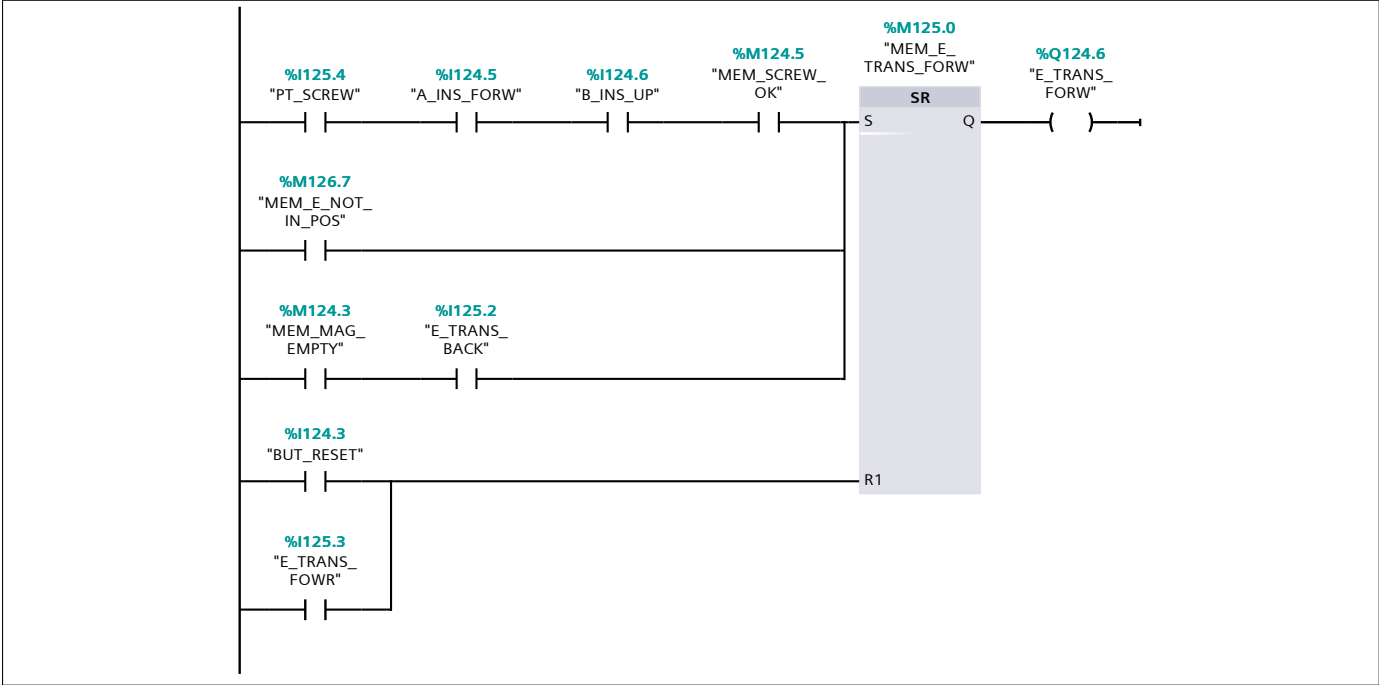 %M125.0
"MEM_E_
TRANS_FORW"
%I125.4
"PT_SCREW"
%I124.5
"A_INS_FORW"
%I124.6
"B_INS_UP"
%M124.5
"MEM_SCREW_
OK"
%Q124.6
"E_TRANS_
FORW"
SR
S
Q
%M126.7
"MEM_E_NOT_
IN_POS"
%M124.3
"MEM_MAG_
EMPTY"
%I125.2
"E_TRANS_
BACK"
%I124.3
"BUT_RESET"
R1
%I125.3
"E_TRANS_
FOWR"